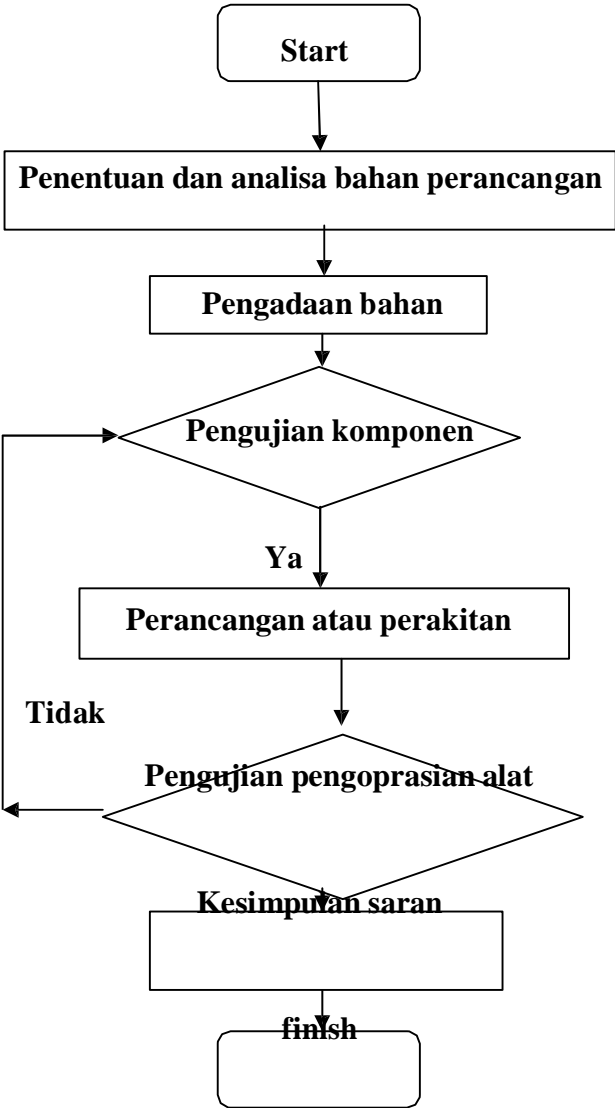 Start
Penentuan dan analisa bahan perancangan
Pengadaan bahan
Pengujian komponen
Ya
Perancangan atau perakitan
Tidak
Pengujian pengoprasian alat
Kesimpulan saran
finish